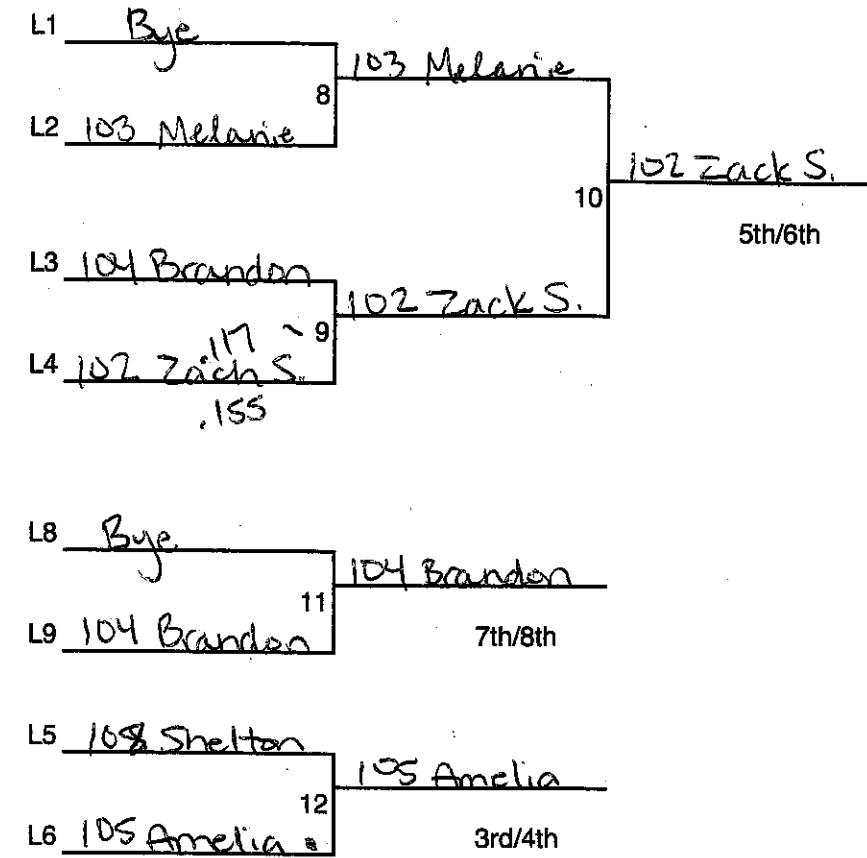 L1 Bye
103 Melanie
8
L2 103 Melanie
102 Zack S.
10
5th/6th
L3 104 Brandon
102 Zack S.
.117 9
L4 102 Zach S.
.155
L8 Bye
104 Brandon
11
L9 104 Brandon
7th/8th
L5 108 Shelton
105 Amelia
12
L6 105 Amelia
3rd/4th